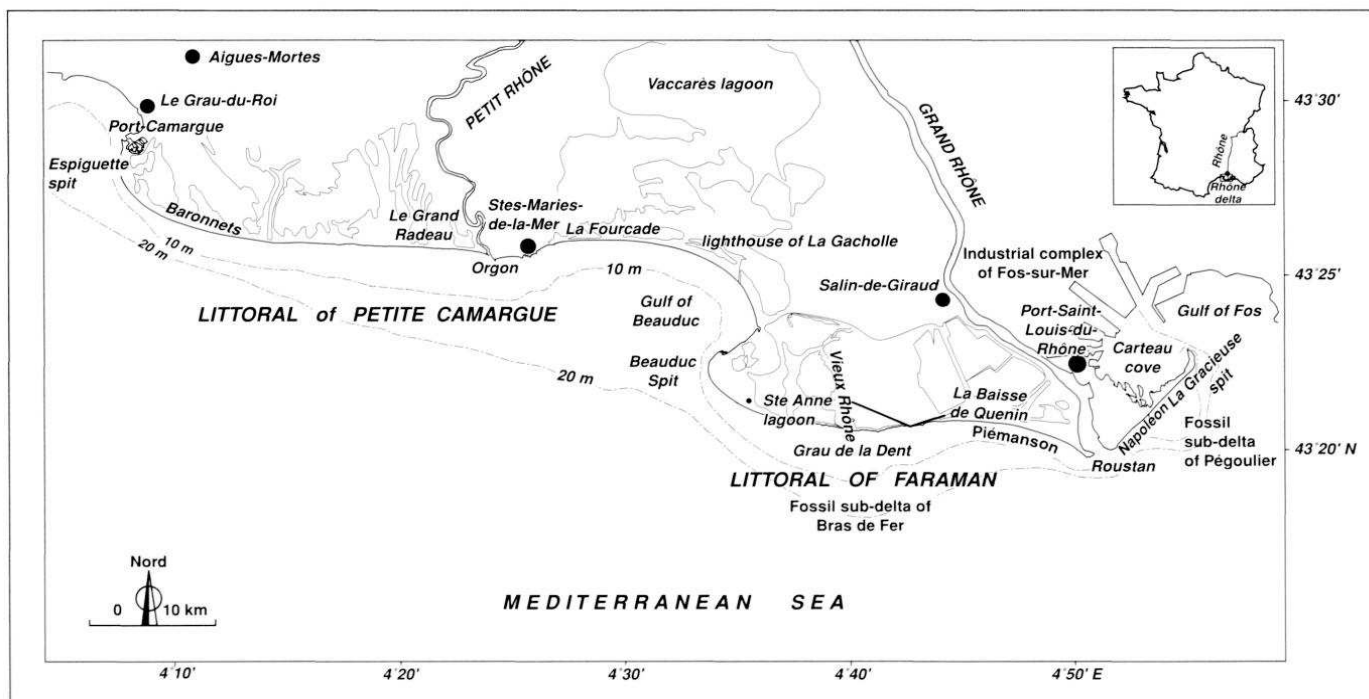 Aigues-Mortes
Le Grau-du-Roi
Port-Camargue
Espiguette
spit
Baronnets
20 m
10 m
PETIT RHÔNE
Le Grand
Radeau
Stes-Maries-
de-la-Mer
Orgon
La Fourcade
Vaccarès lagoon
GRAND RHÔNE
lighthouse of La Gacholle
10 m
Gulf of
Beauduc
LITTORAL of PETITE CAMARGUE
20 m
Beauduc
Spit
Salin-de-Giraud
Industrial complex
of Fos-sur-Mer
Port-Saint-
Louis-du-
Rhône
Gulf of Fos
Carteau
cove
Vieux Rhône
Ste Anne
lagoon
La Baisse
de Quenin
Grau de la Dent
Piémanson
Roustan
Napoléon
La Gracieuse
spit
Fossil
sub-delta
of Pégoulier
LITTORAL OF FARAMAN
Fossil sub-delta of
Bras de Fer
MEDITERRANEAN SEA
Nord
0 10 km
Rhône
Rhône
delta
43°30'
43°25'
43°20' N
4°10' 4°20' 4°30' 4°40' 4°50' E